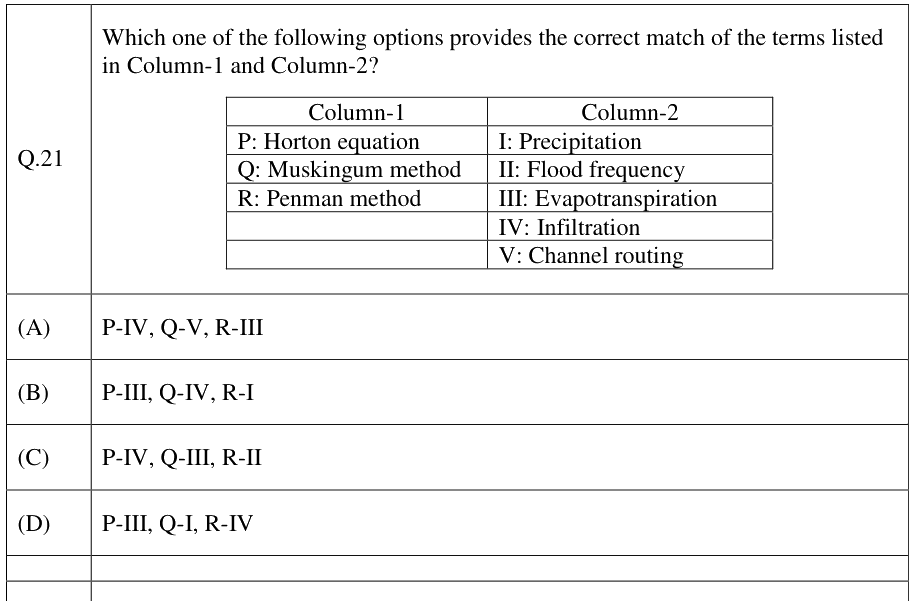 Which one of the following options provides the correct match of the terms listed
in Column-1 and Column-2?
Q.21
Column-1 Column-2
P: Horton equation I: Precipitation
Q: Muskingum method II: Flood frequency
R: Penman method III: Evapotranspiration
IV: Infiltration
V: Channel routing
(A) P-IV, Q-V, R-III
(B) P-III, Q-IV, R-I
(C) P-IV, Q-III, R-II
(D) P-III, Q-I, R-IV